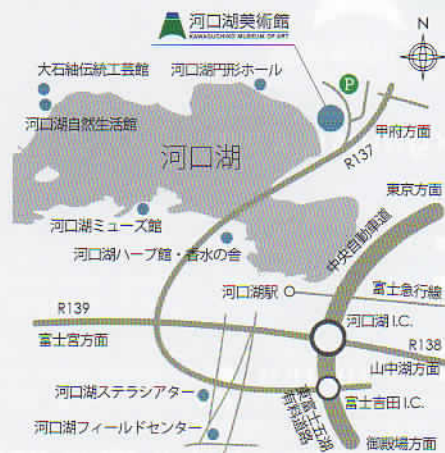 河口湖美術館
KAWAGUCHIKO MUSEUM OF ART
N
大石紬伝統工芸館
河口湖円形ホール
P
河口湖自然生活館
甲府方面
河口湖
R137
東京方面
河口湖ミューズ館
中央自動車道
河口湖ハーブ館・香水の舎
河口湖駅
富士急行線
R139
河口湖 I.C.
富士宮方面
R138
山中湖方面
河口湖ステラシアター
富士吉田 I.C.
東富士五湖
有料道路
河口湖フィールドセンター
御殿場方面